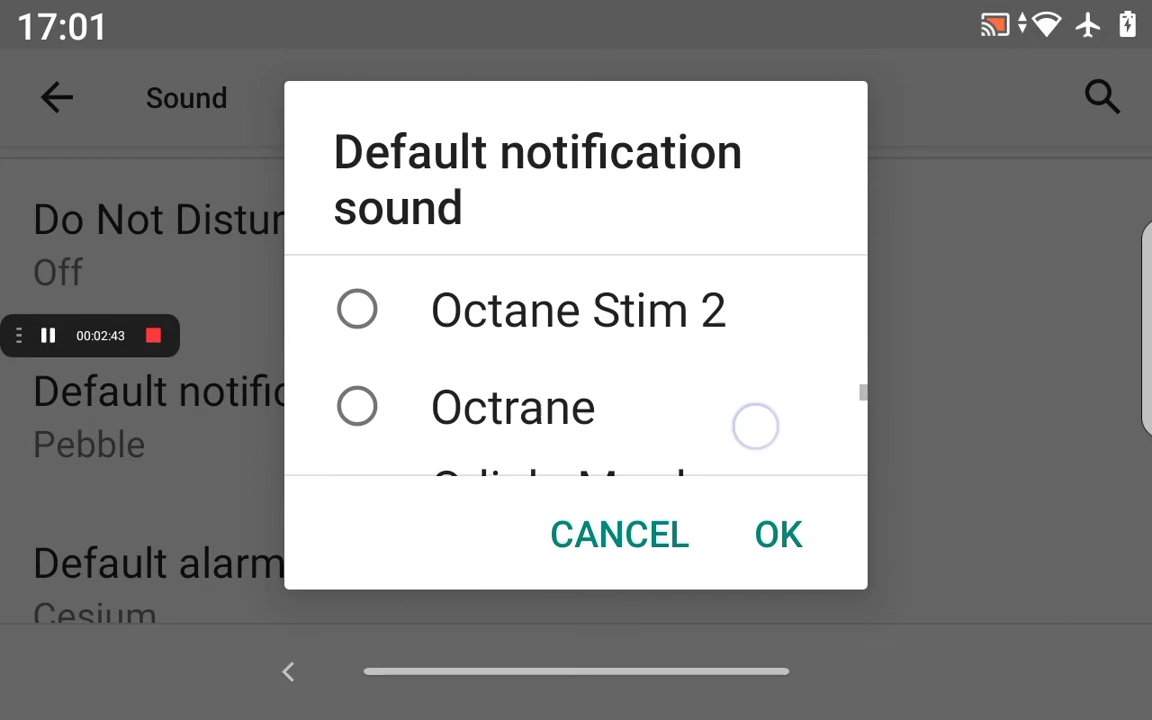 17:01
Sound
Default notification
sound
Do Not Distur
Off
Octane Stim 2
00:02:43
Default notific
Octrane
Pebble
CANCEL
OK
Default alarm
Cesium